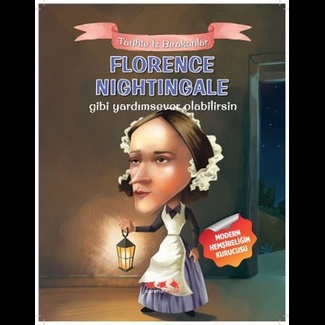 Tarihte İz Bırakanlar
FLORENCE
NIGHTINGALE
gibi yardımsever olabilirsin
MODERN
HEMŞİRELİĞİN
KURUCUSU